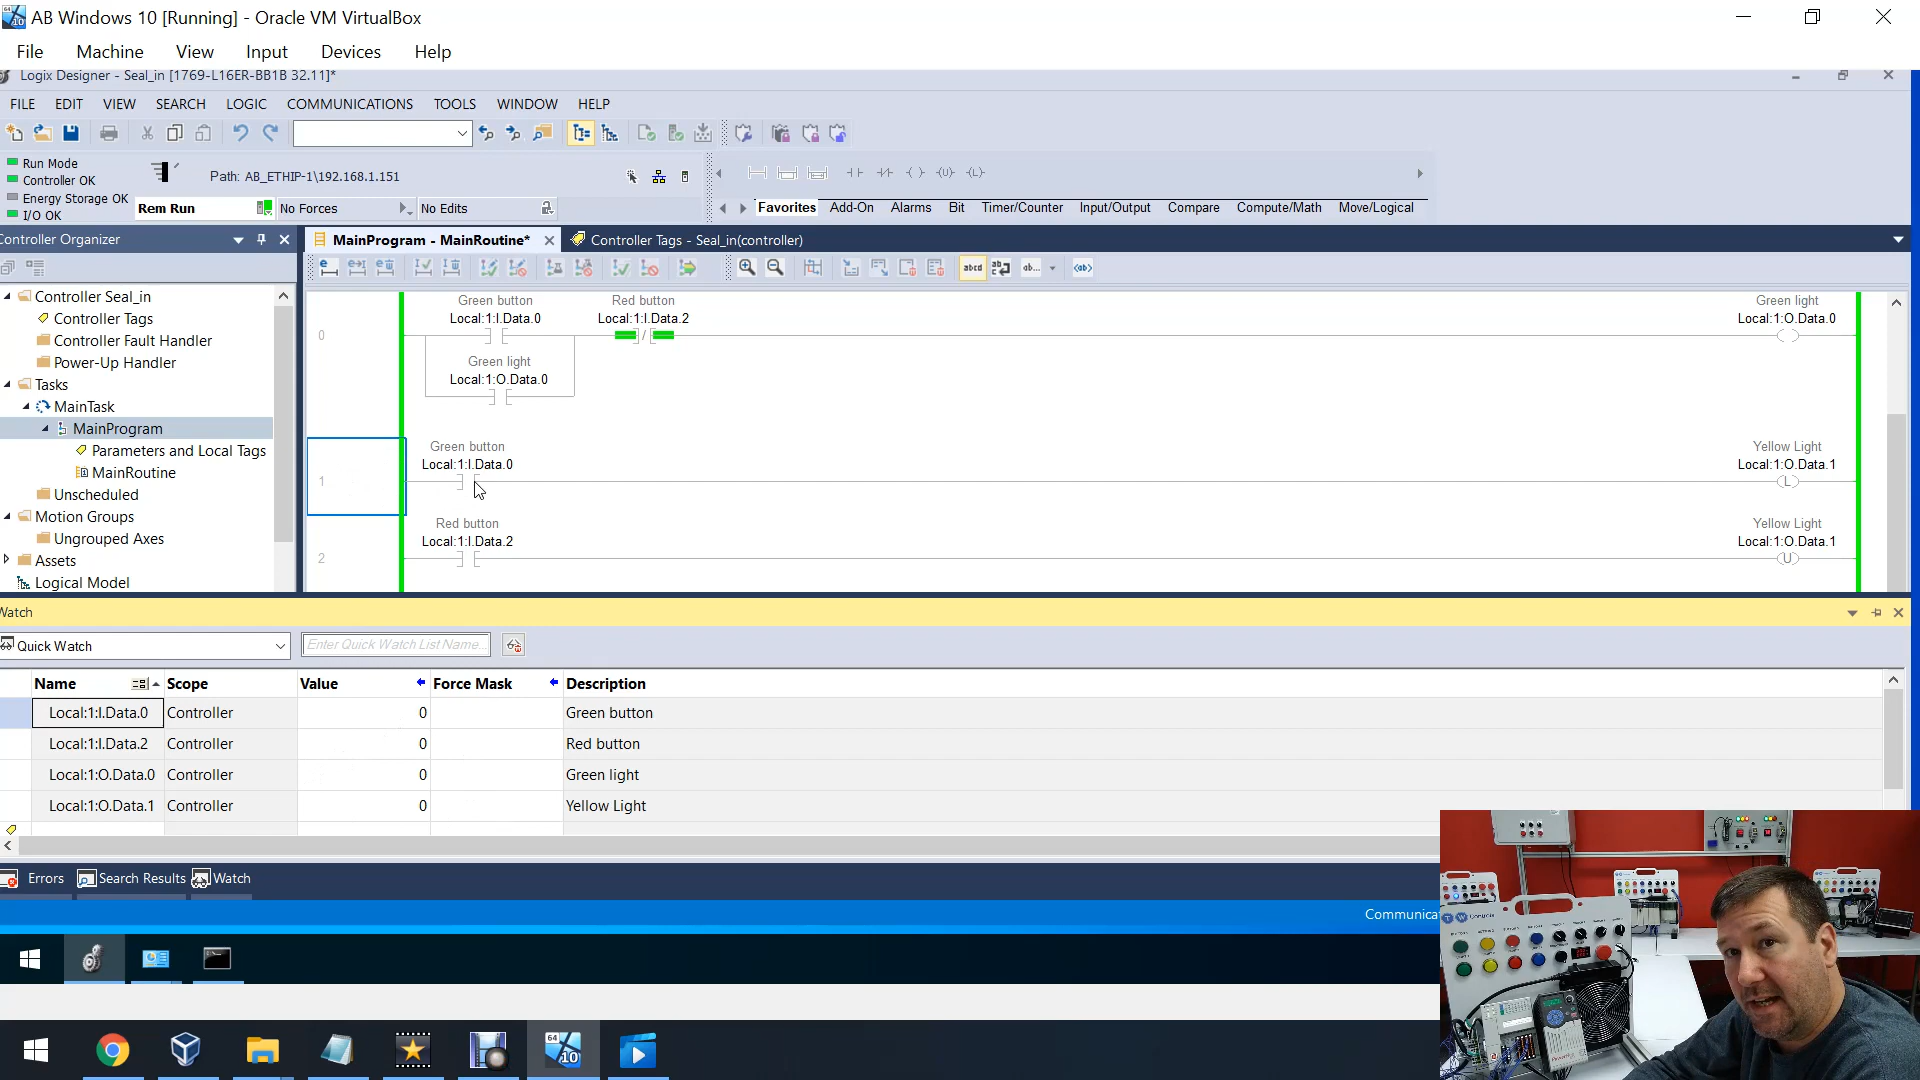 AB Windows 10 [Running] - Oracle VM VirtualBox
File Machine View Input Devices Help
Logix Designer - Seal_in [1769-L16ER-BB1B 32.11]*
FILE EDIT VIEW SEARCH LOGIC COMMUNICATIONS TOOLS WINDOW HELP
Run Mode
Controller OK
Energy Storage OK
I/O OK
Path: AB_ETHIP-1\192.168.1.151
Rem Run No Forces No Edits
Favorites Add-On Alarms Bit Timer/Counter Input/Output Compare Compute/Math Move/Logical
Controller Organizer
MainProgram - MainRoutine*
Controller Tags - Seal_in(controller)
Controller Seal_in
Controller Tags
Controller Fault Handler
Power-Up Handler
Tasks
MainTask
MainProgram
Parameters and Local Tags
MainRoutine
Unscheduled
Motion Groups
Ungrouped Axes
Assets
Logical Model
0
Green button
Local:1:I.Data.0
Red button
Local:1:I.Data.2
Green light
Local:1:O.Data.0
Green light
Local:1:O.Data.0
1
Green button
Local:1:I.Data.0
Yellow Light
Local:1:O.Data.1
L
2
Red button
Local:1:I.Data.2
Yellow Light
Local:1:O.Data.1
U
Watch
Quick Watch Enter Quick Watch List Name...
Name Scope Value Force Mask Description
Local:1:I.Data.0 Controller 0 Green button
Local:1:I.Data.2 Controller 0 Red button
Local:1:O.Data.0 Controller 0 Green light
Local:1:O.Data.1 Controller 0 Yellow Light
Errors Search Results Watch
Communica